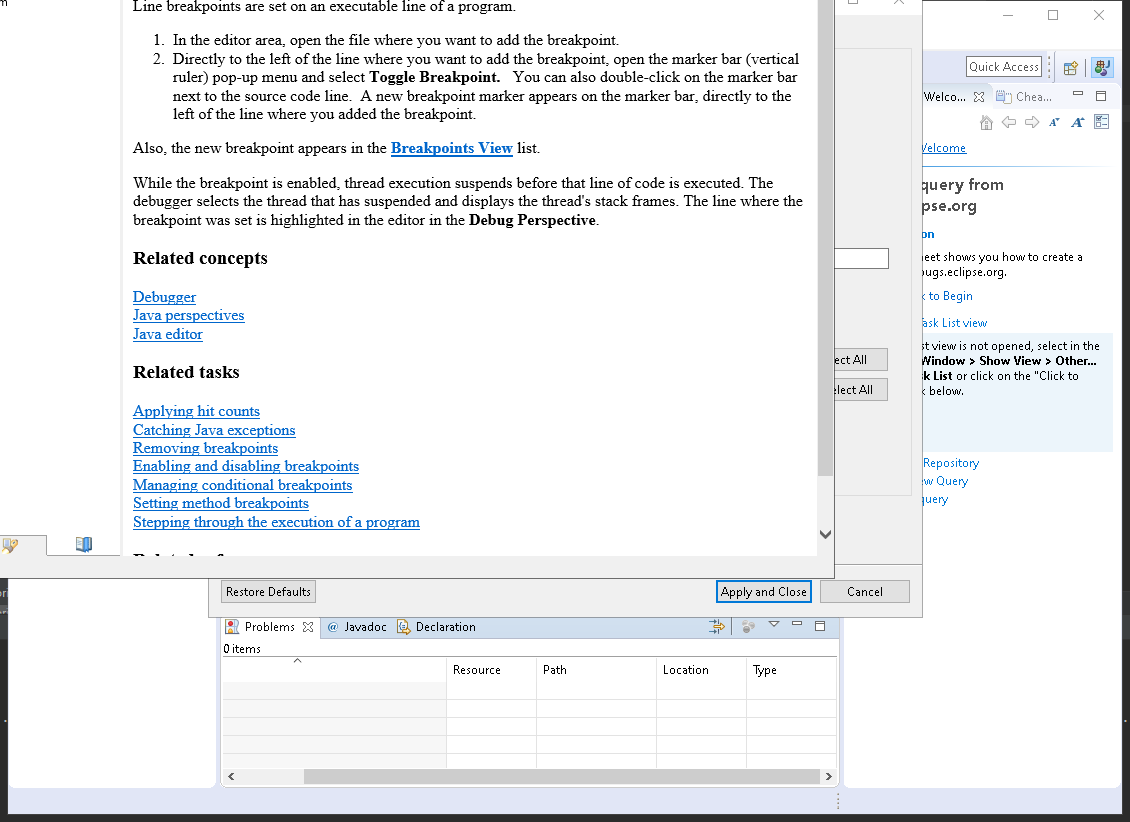 Line breakpoints are set on an executable line of a program.
1. In the editor area, open the file where you want to add the breakpoint.
2. Directly to the left of the line where you want to add the breakpoint, open the marker bar (vertical
ruler) pop-up menu and select Toggle Breakpoint. You can also double-click on the marker bar
next to the source code line. A new breakpoint marker appears on the marker bar, directly to the
left of the line where you added the breakpoint.
Also, the new breakpoint appears in the Breakpoints View list.
While the breakpoint is enabled, thread execution suspends before that line of code is executed. The
debugger selects the thread that has suspended and displays the thread's stack frames. The line where the
breakpoint was set is highlighted in the editor in the Debug Perspective.
Related concepts
Debugger
Java perspectives
Java editor
Related tasks
Applying hit counts
Catching Java exceptions
Removing breakpoints
Enabling and disabling breakpoints
Managing conditional breakpoints
Setting method breakpoints
Stepping through the execution of a program
ect All
elect All
Restore Defaults
Apply and Close
Cancel
Quick Access
Welco...
Chea...
Welcome
query from
pse.org
on
eet shows you how to create a
ugs.eclipse.org.
to Begin
Task List view
st view is not opened, select in the
Window > Show View > Other...
k List or click on the "Click to
below.
Repository
ew Query
uery
Problems
@ Javadoc
Declaration
0 items
Resource
Path
Location
Type